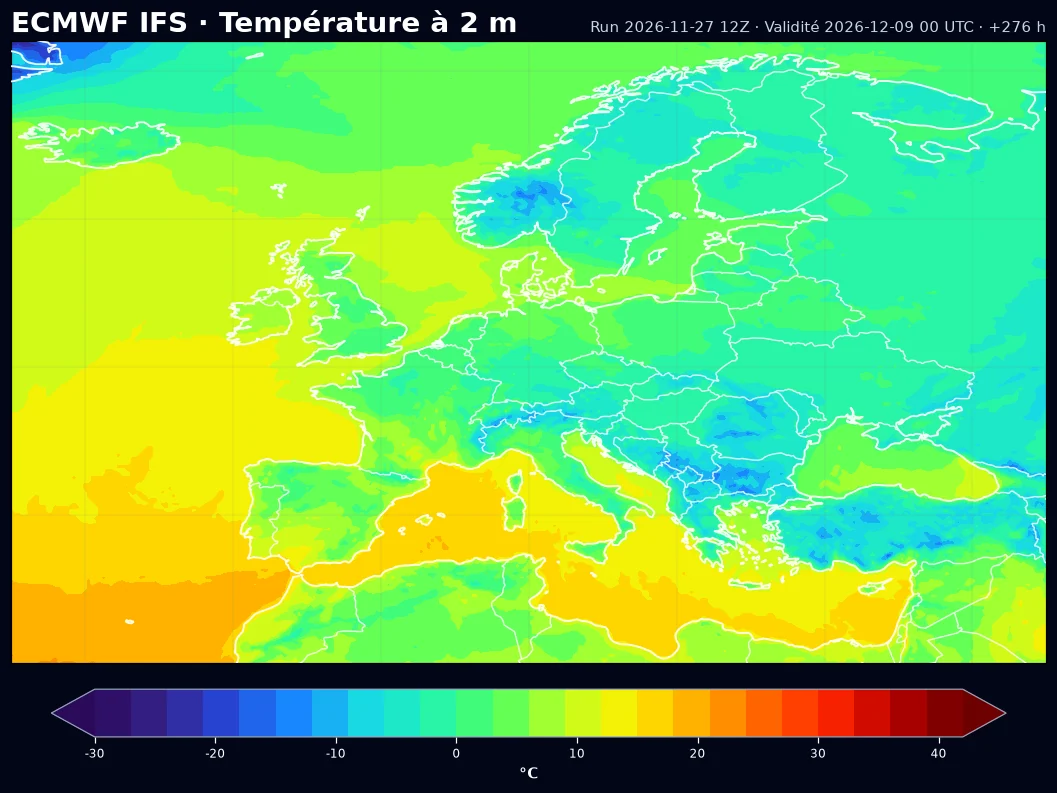 ECMWF IFS · Température à 2 m
Run 2026-11-27 12Z · Validité 2026-12-09 00 UTC · +276 h
-30 -20 -10 0 10 20 30 40
°C